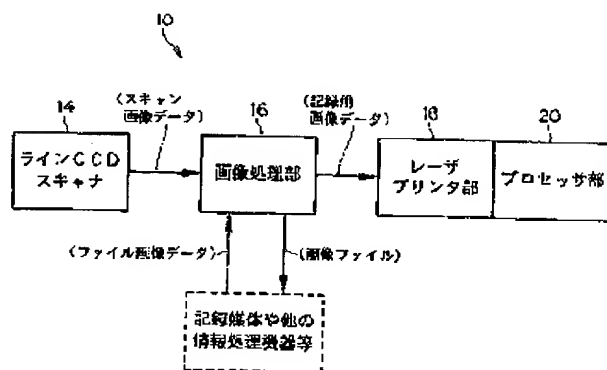 10
14
(スキャン
画像データ)
16
(記録用
画像データ)
18
20
ラインCCD
スキャナ
画像処理部
レーザ
プリンタ部
プロセッサ部
(ファイル画像データ)
(画像ファイル)
記録媒体や他の
情報処理機器等